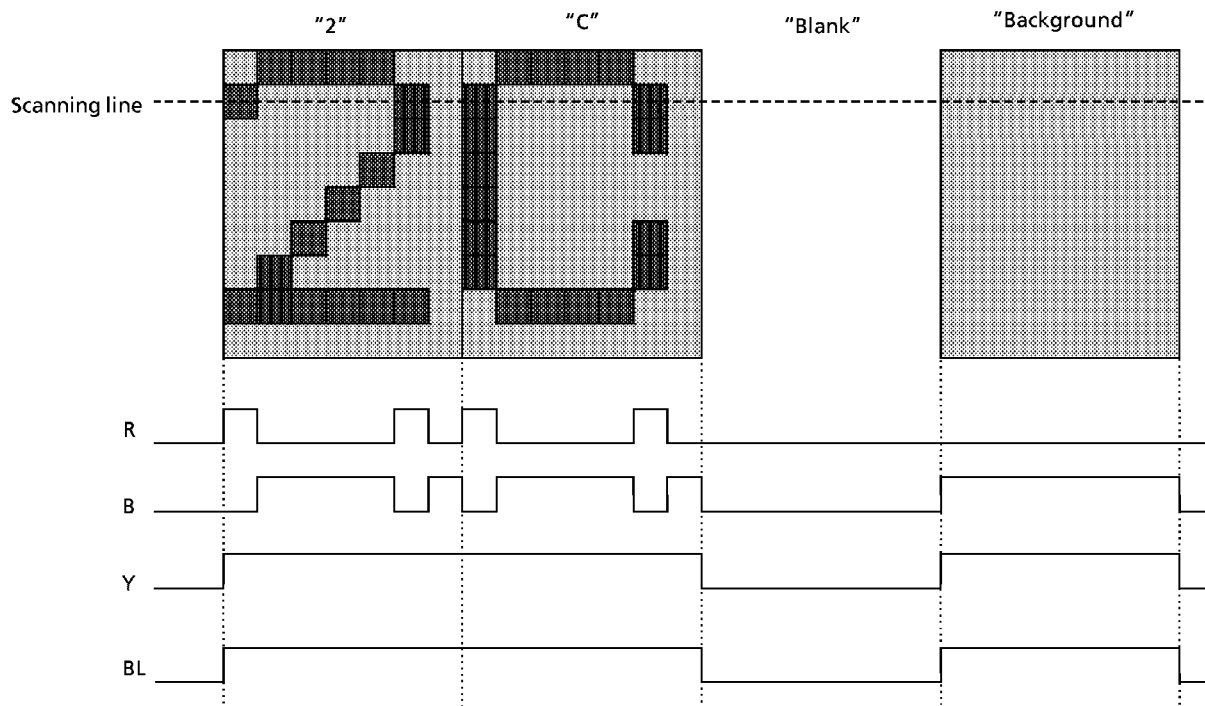 “2” “C” “Blank” “Background”
Scanning line
R
B
Y
BL